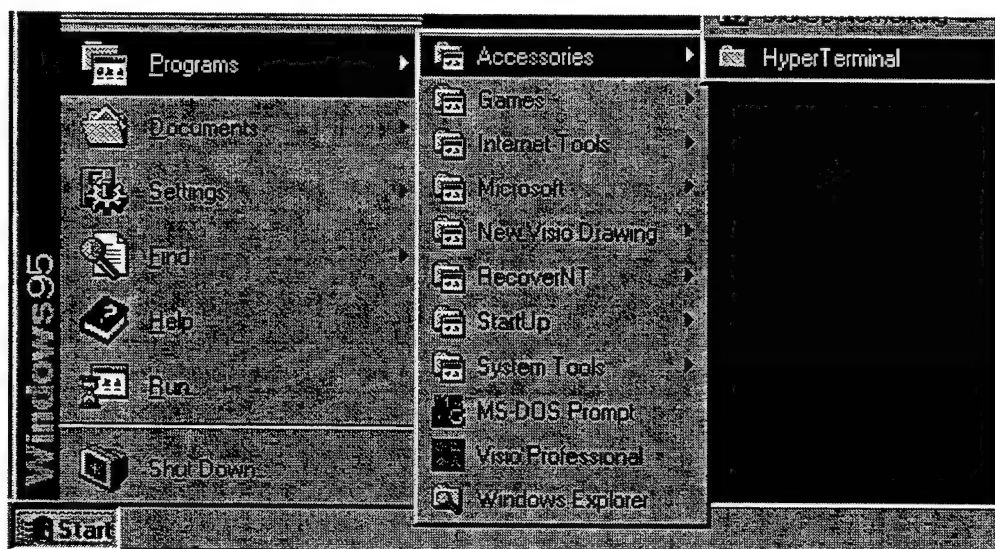 Programs
Documents
Settings
Find
Help
Run...
Shut Down...
Windows95
Start
Accessories
Games
Internet Tools
Microsoft
New Visio Drawing
RecoverNT
StartUp
System Tools
MS-DOS Prompt
Visio Professional
Windows Explorer
HyperTerminal